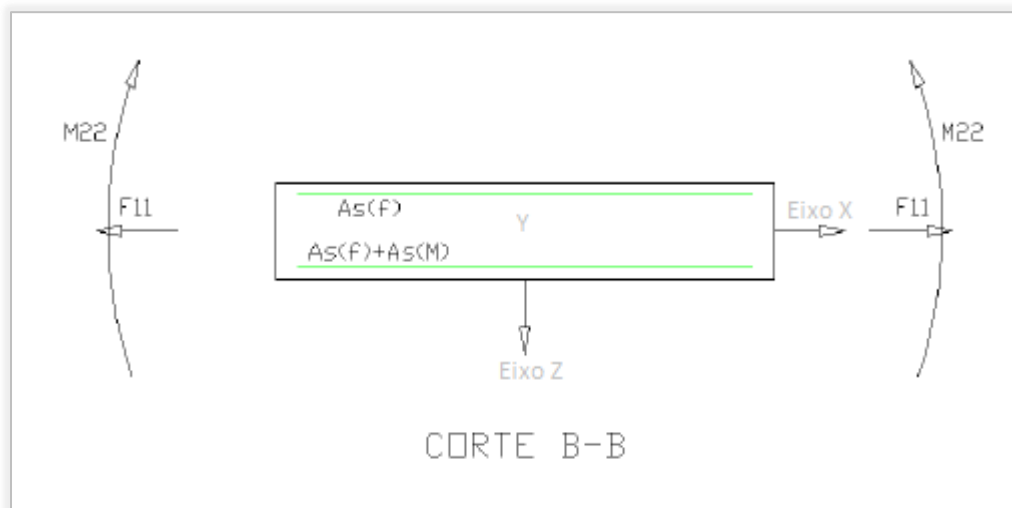 M22
M22
F11
As(f)
Y
Eixo X
F11
As(f)+As(M)
Eixo Z
CORTE B-B